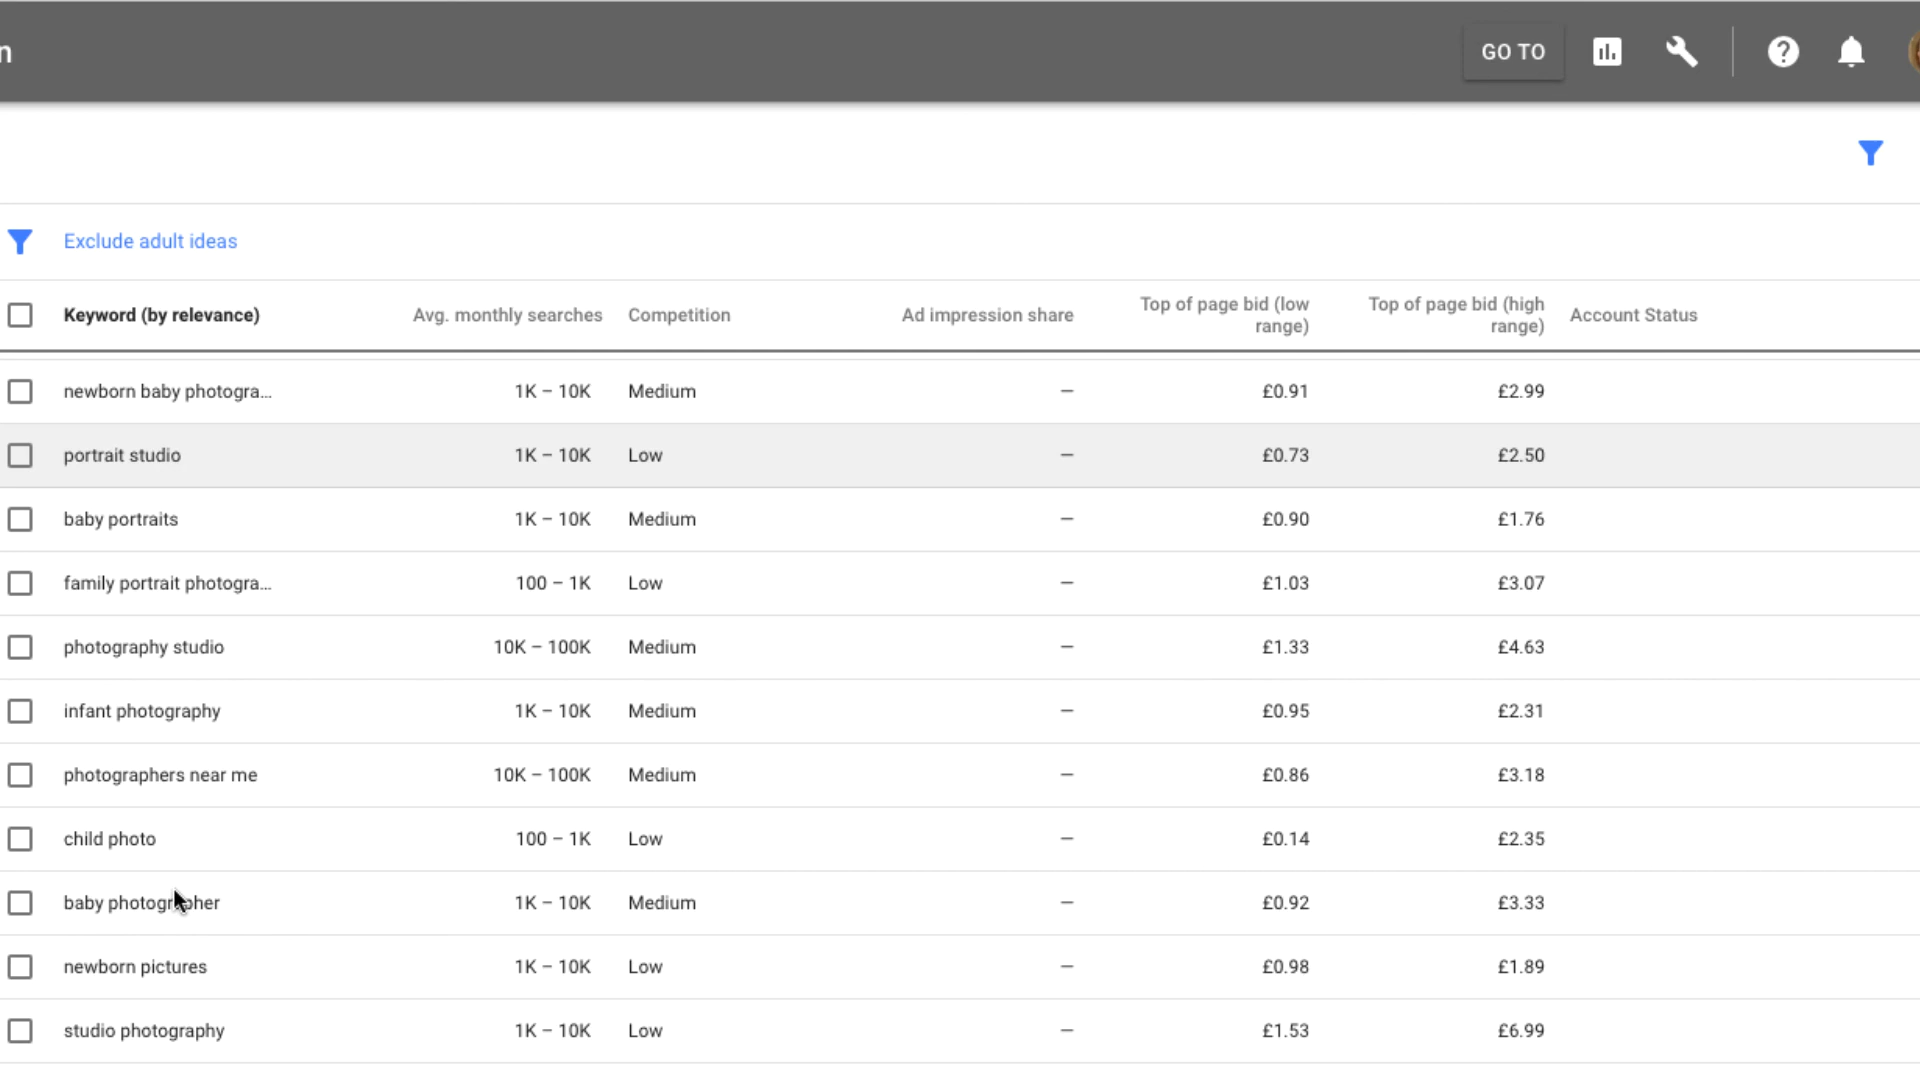 n
GO TO
Exclude adult ideas
Keyword (by relevance) Avg. monthly searches Competition Ad impression share Top of page bid (low range) Top of page bid (high range) Account Status
newborn baby photogra... 1K – 10K Medium — £0.91 £2.99
portrait studio 1K – 10K Low — £0.73 £2.50
baby portraits 1K – 10K Medium — £0.90 £1.76
family portrait photogra... 100 – 1K Low — £1.03 £3.07
photography studio 10K – 100K Medium — £1.33 £4.63
infant photography 1K – 10K Medium — £0.95 £2.31
photographers near me 10K – 100K Medium — £0.86 £3.18
child photo 100 – 1K Low — £0.14 £2.35
baby photographer 1K – 10K Medium — £0.92 £3.33
newborn pictures 1K – 10K Low — £0.98 £1.89
studio photography 1K – 10K Low — £1.53 £6.99